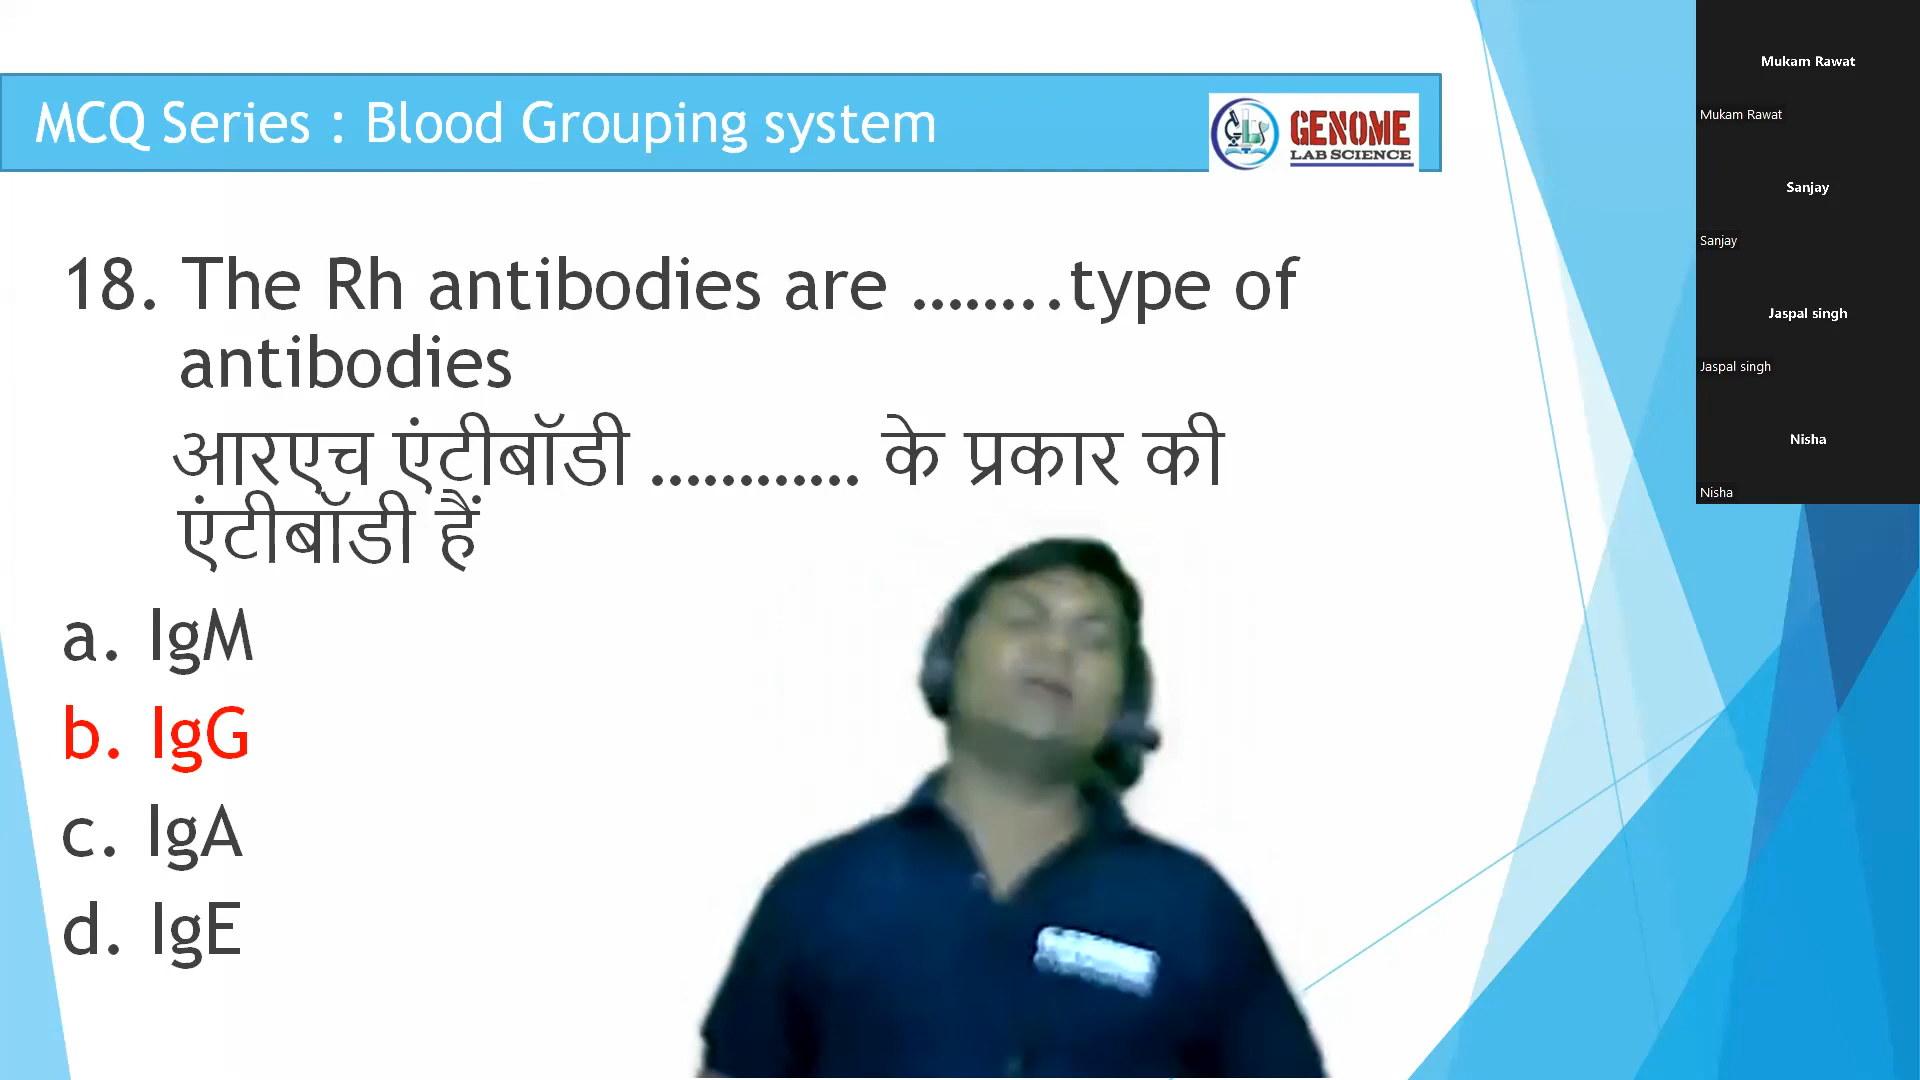 MCQ Series : Blood Grouping system
GENOME
LAB SCIENCE
18. The Rh antibodies are ........type of
antibodies
आरएच एंटीबॉडी ............ के प्रकार की
एंटीबॉडी हैं
a. IgM
b. IgG
c. IgA
d. IgE
Mukam Rawat
Mukam Rawat
Sanjay
Sanjay
Jaspal singh
Jaspal singh
Nisha
Nisha